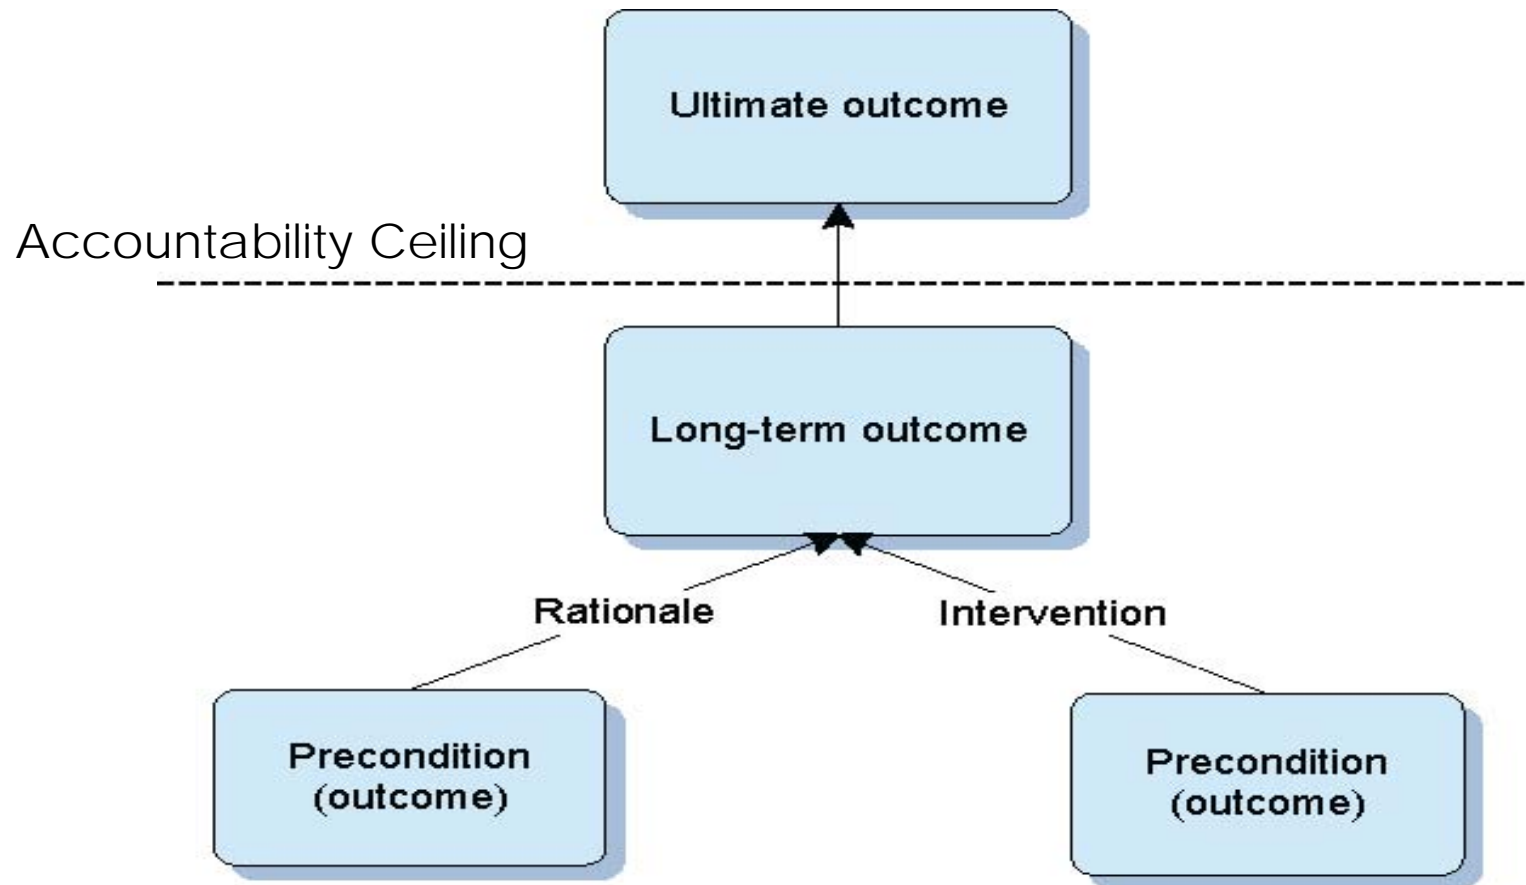 Ultimate outcome
Accountability Ceiling
Long-term outcome
Rationale
Intervention
Precondition
(outcome)
Precondition
(outcome)